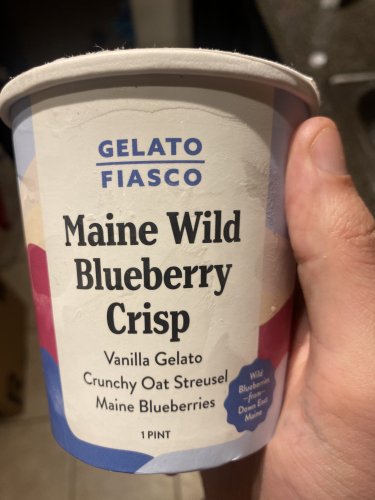 GELATO
FIASCO
Maine Wild
Blueberry
Crisp
Vanilla Gelato
Crunchy Oat Streusel
Maine Blueberries
1 PINT
Wild
Blueberries
–from–
Down East
Maine